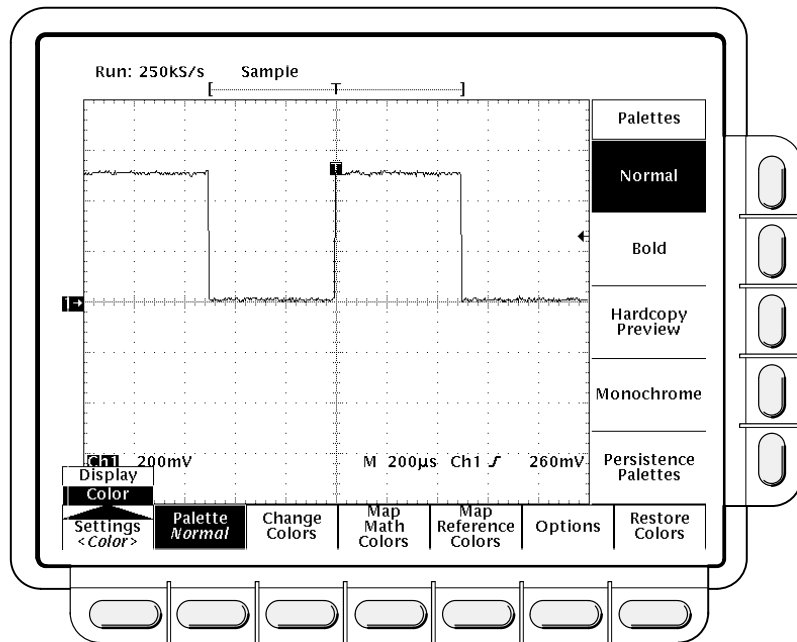 Run: 250kS/s Sample
[ T ]
Palettes
T
Normal
Bold
1→
Hardcopy
Preview
Monochrome
Ch1 200mV M 200µs Ch1 260mV
Persistence
Palettes
Display
Color
Settings
<Color>
Palette
Normal
Change
Colors
Map
Math
Colors
Map
Reference
Colors
Options
Restore
Colors